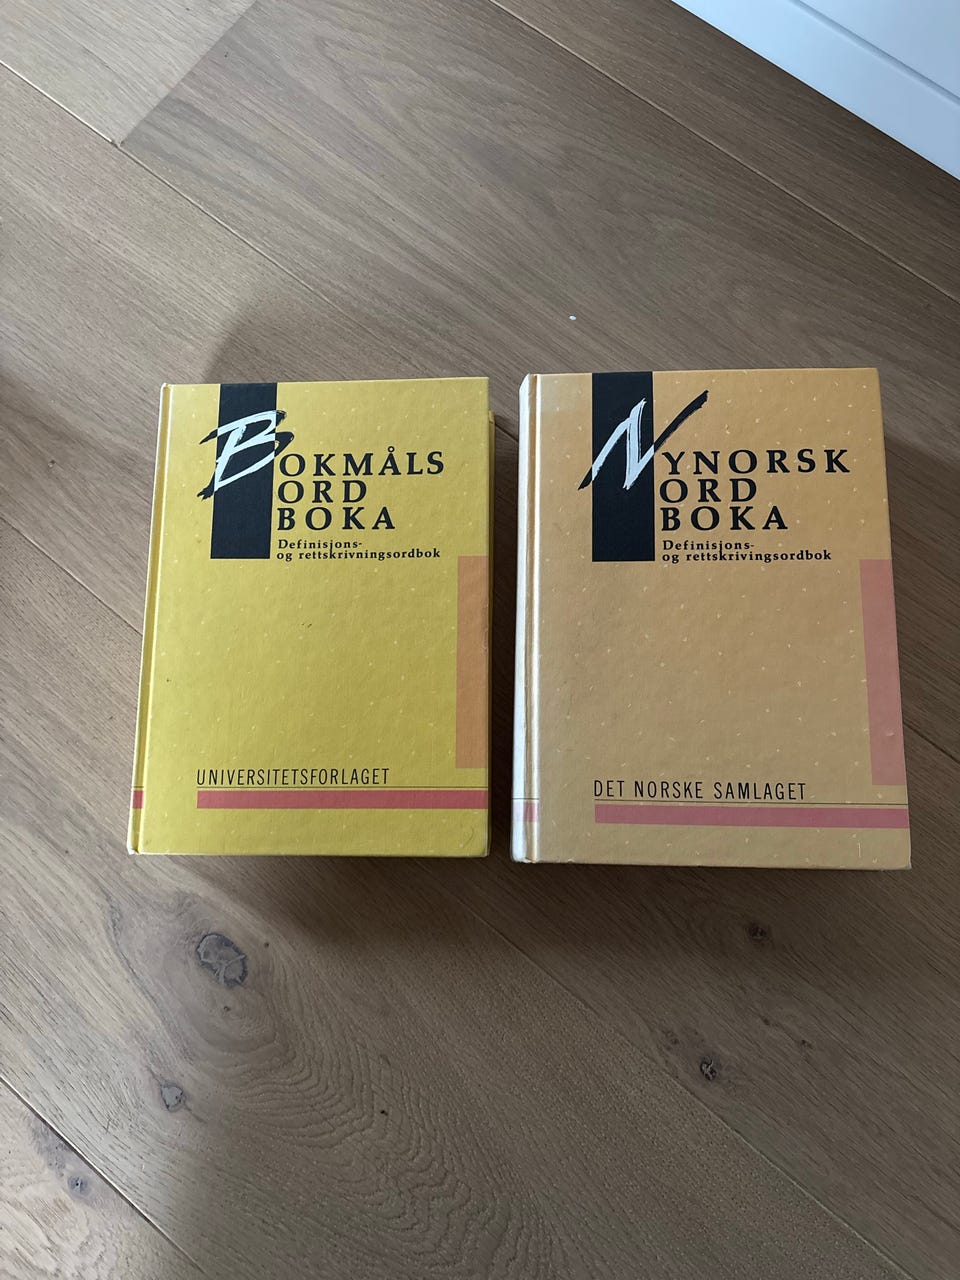 BOKMÅLS
ORD
BOKA
Definisjons-
og rettskrivningsordbok
UNIVERSITETSFORLAGET
NYNORSK
ORD
BOKA
Definisjons-
og rettskrivingsordbok
DET NORSKE SAMLAGET